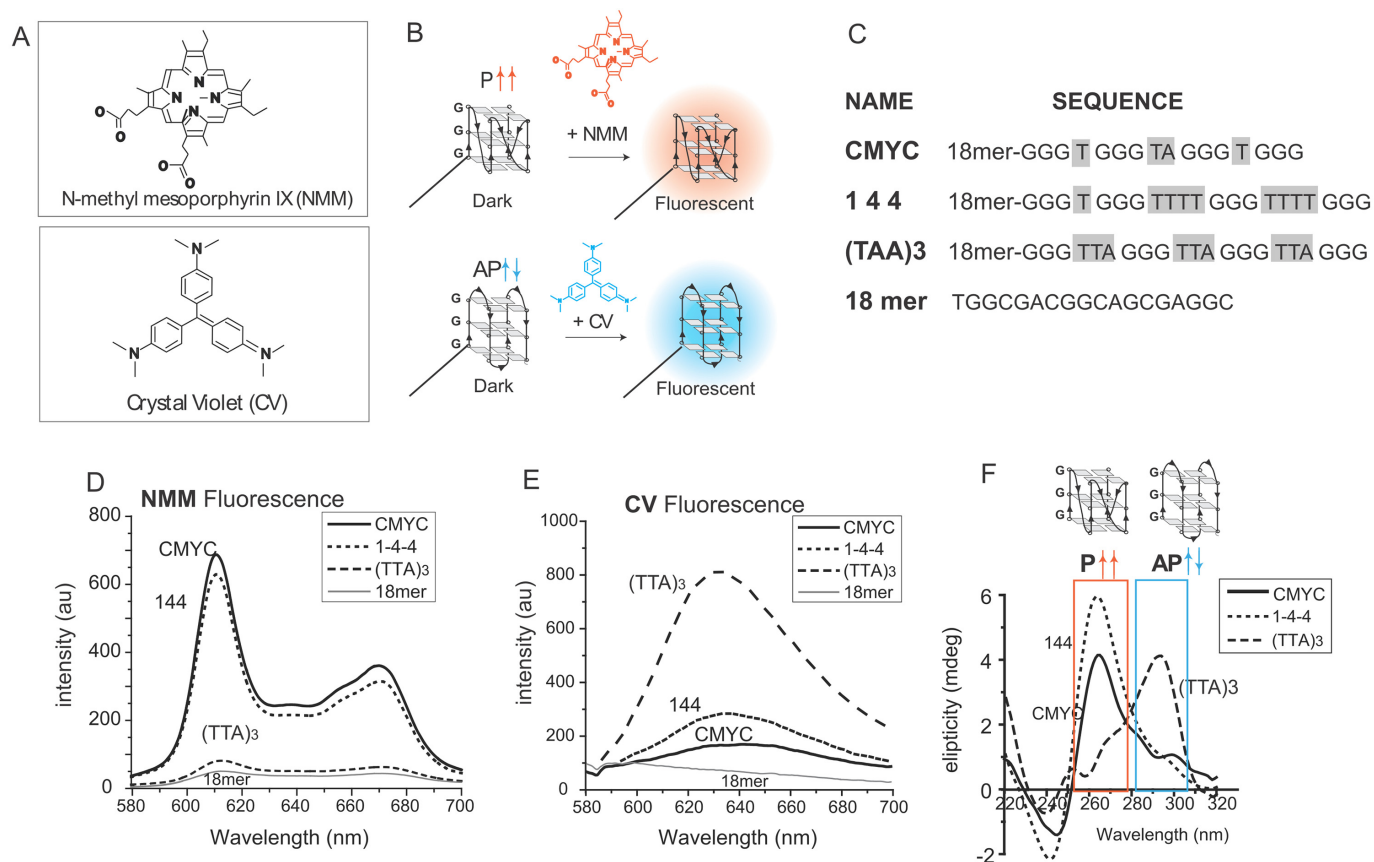 A
N
N
N
N
O
O
O
O
N-methyl mesoporphyrin IX (NMM)
N
N
N
Crystal Violet (CV)
B
P
G
G
G
Dark
N
N
N
N
O
O
O
O
+ NMM
Fluorescent
AP
G
G
G
Dark
N
N
N
+ CV
Fluorescent
C
NAME SEQUENCE
CMYC 18mer-GGG T GGG TA GGG T GGG
1 4 4 18mer-GGG T GGG TTTT GGG TTTT GGG
(TAA)3 18mer-GGG TTA GGG TTA GGG TTA GGG
18 mer TGGCGACGGCAGCGAGGC
D
NMM Fluorescence
CMYC
1-4-4
(TTA)3
18mer
800
600
400
200
0
intensity (au)
CMYC
144
(TTA)3
18mer
580 600 620 640 660 680 700
Wavelength (nm)
E
CV Fluorescence
CMYC
1-4-4
(TTA)3
18mer
1000
800
600
400
200
0
intensity (au)
(TTA)3
144
CMYC
18mer
580 600 620 640 660 680 700
Wavelength (nm)
F
G
G
G
G
G
G
P AP
CMYC
1-4-4
(TTA)3
6
4
2
0
-2
elipticity (mdeg)
144
CMYC
(TTA)3
220 240 260 280 300 320
Wavelength (nm)